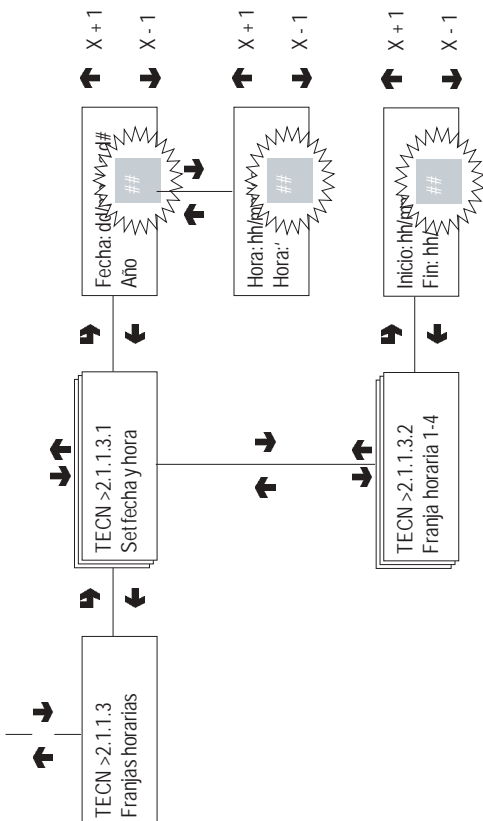 TECN >2.1.1.3
Franjas horarias
TECN >2.1.1.3.1
Set fecha y hora
Fecha:
Año
##
X + 1
X - 1
Hora:
Hora:
##
X + 1
X - 1
TECN >2.1.1.3.2
Franja horaria 1-4
Inicio:
Fin:
##
X + 1
X - 1